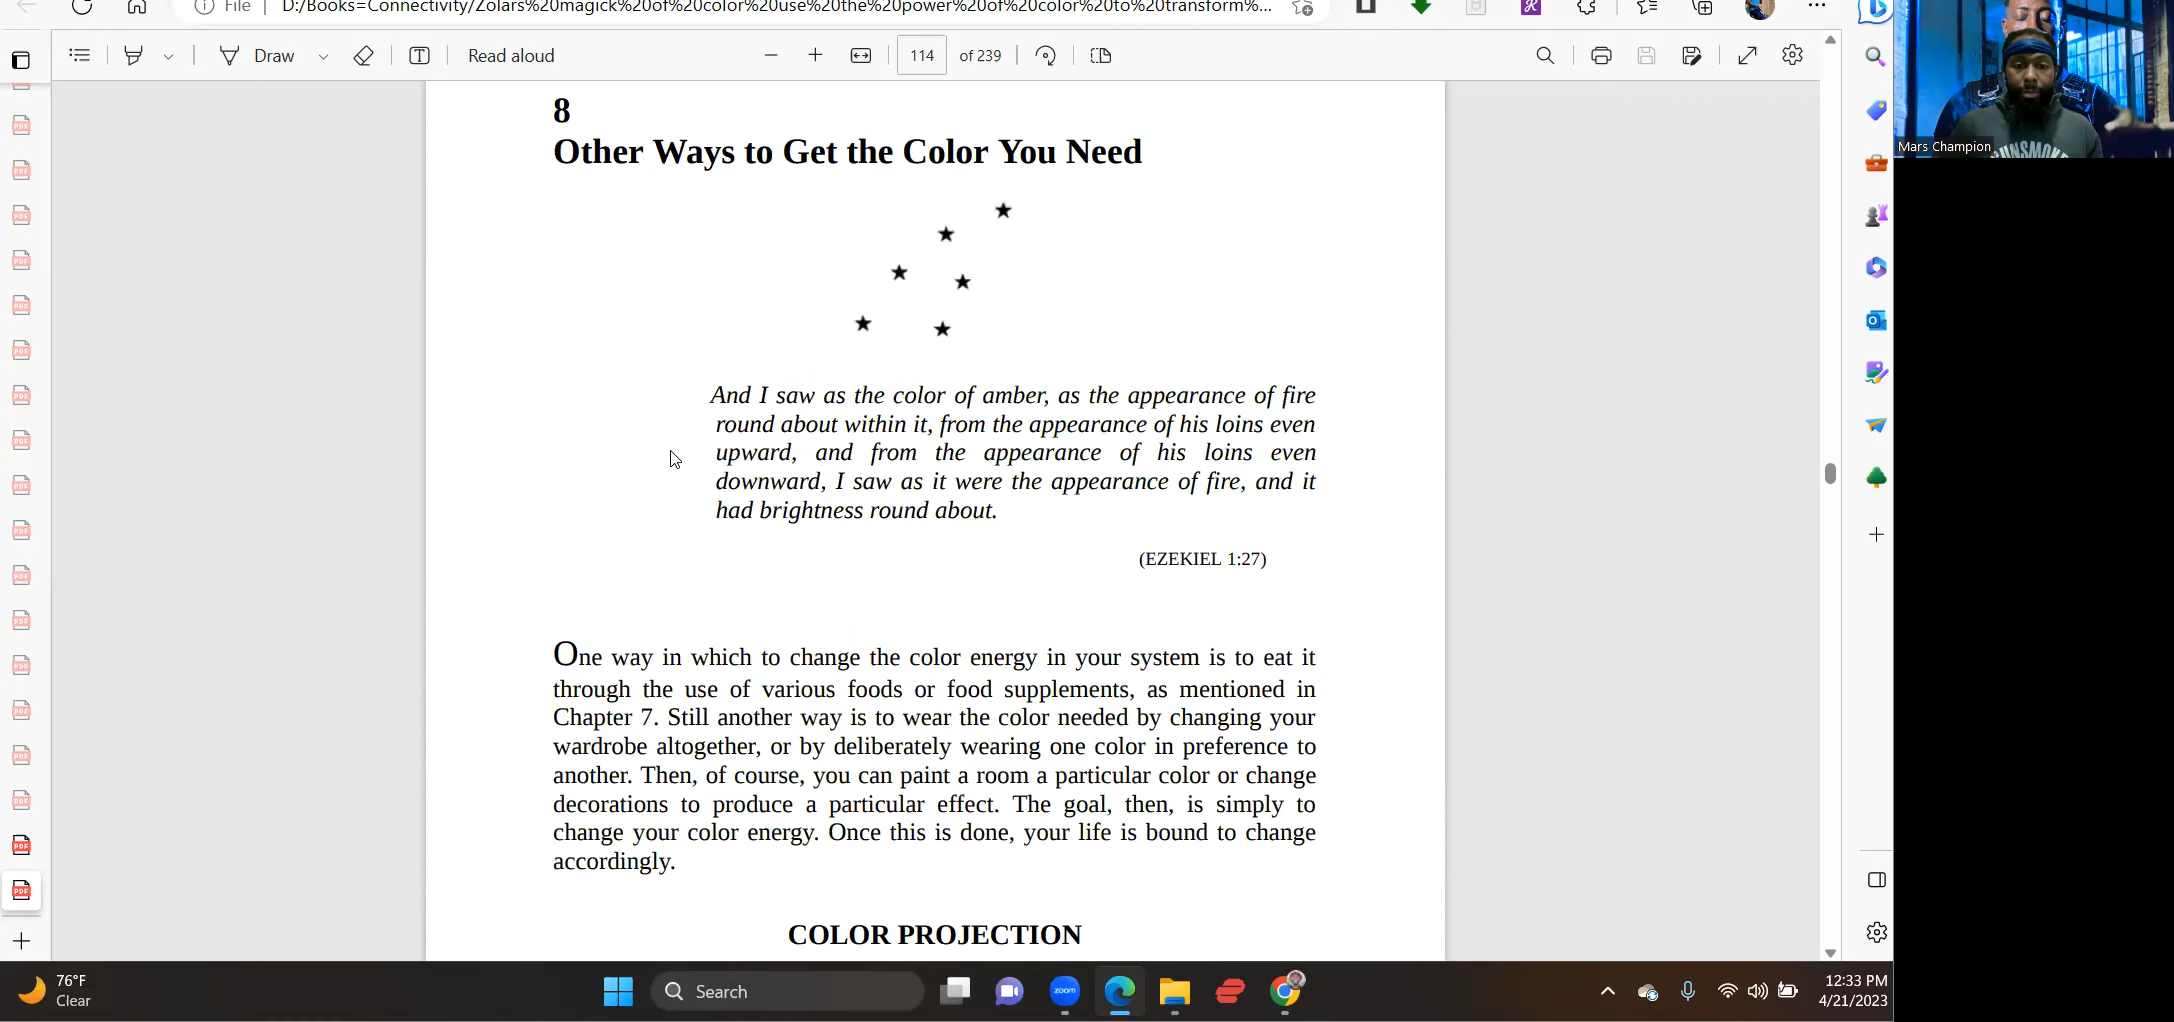 File
D:/Books=Connectivity/Zolars%20magick%20of%20color%20use%20the%20power%20of%20color%20to%20transform%...
Draw
Read aloud
114 of 239
Mars Champion
8
Other Ways to Get the Color You Need
And I saw as the color of amber, as the appearance of fire
round about within it, from the appearance of his loins even
upward, and from the appearance of his loins even
downward, I saw as it were the appearance of fire, and it
had brightness round about.
(EZEKIEL 1:27)
One way in which to change the color energy in your system is to eat it
through the use of various foods or food supplements, as mentioned in
Chapter 7. Still another way is to wear the color needed by changing your
wardrobe altogether, or by deliberately wearing one color in preference to
another. Then, of course, you can paint a room a particular color or change
decorations to produce a particular effect. The goal, then, is simply to
change your color energy. Once this is done, your life is bound to change
accordingly.
COLOR PROJECTION
76°F
Clear
Search
zoom
12:33 PM
4/21/2023